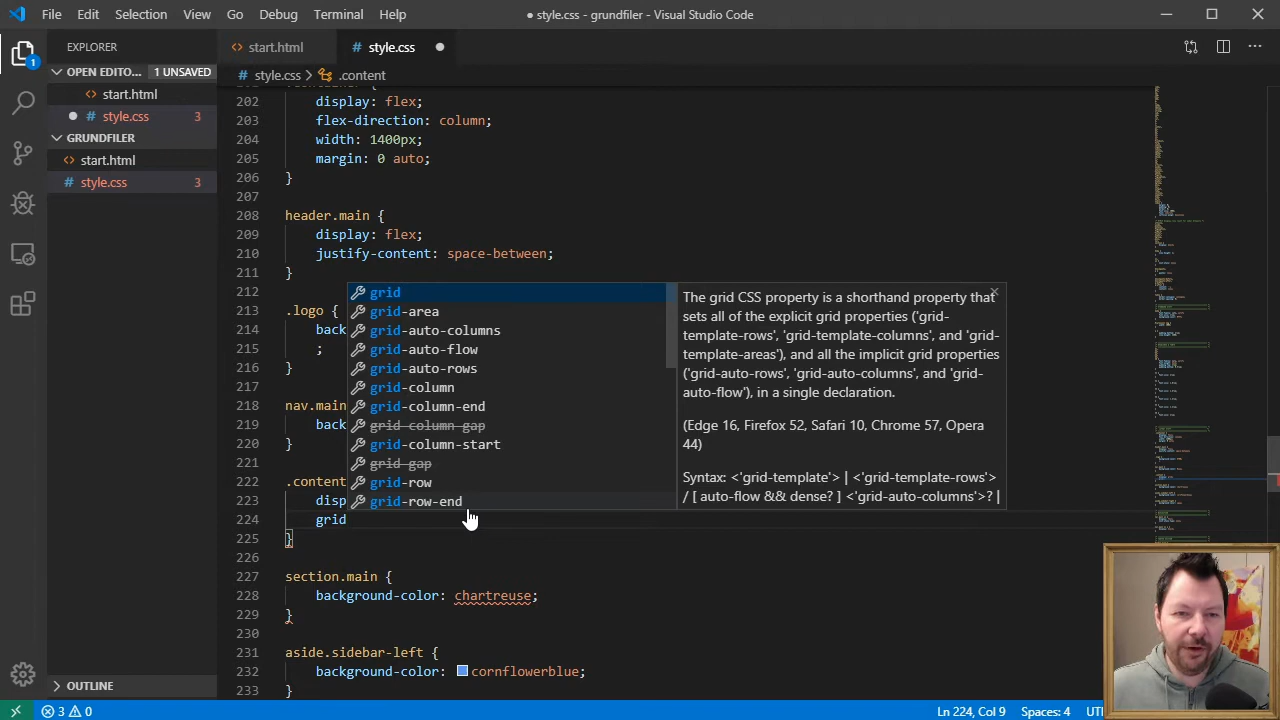 File Edit Selection View Go Debug Terminal Help
● style.css - grundfiler - Visual Studio Code
EXPLORER
OPEN EDITO... 1 UNSAVED
start.html
style.css 3
GRUNDFILER
start.html
style.css 3
OUTLINE
1
start.html # style.css
# style.css > .content
202 display: flex;
203 flex-direction: column;
204 width: 1400px;
205 margin: 0 auto;
206 }
207
208 header.main {
209 display: flex;
210 justify-content: space-between;
211 }
212
213 .logo {
214 back
215 ;
216 }
217
218 nav.main
219 back
220 }
221
222 .content
223 disp
224 grid
225 }
226
227 section.main {
228 background-color: chartreuse;
229 }
230
231 aside.sidebar-left {
232 background-color: cornflowerblue;
233 }
grid
grid-area
grid-auto-columns
grid-auto-flow
grid-auto-rows
grid-column
grid-column-end
grid-column-gap
grid-column-start
grid-gap
grid-row
grid-row-end
The grid CSS property is a shorthand property that
sets all of the explicit grid properties ('grid-
template-rows', 'grid-template-columns', and 'grid-
template-areas'), and all the implicit grid properties
('grid-auto-rows', 'grid-auto-columns', and 'grid-
auto-flow'), in a single declaration.
(Edge 16, Firefox 52, Safari 10, Chrome 57, Opera
44)
Syntax: <'grid-template'> | <'grid-template-rows'>
/ [ auto-flow && dense? ] <'grid-auto-columns'>? |
3 0
Ln 224, Col 9 Spaces: 4